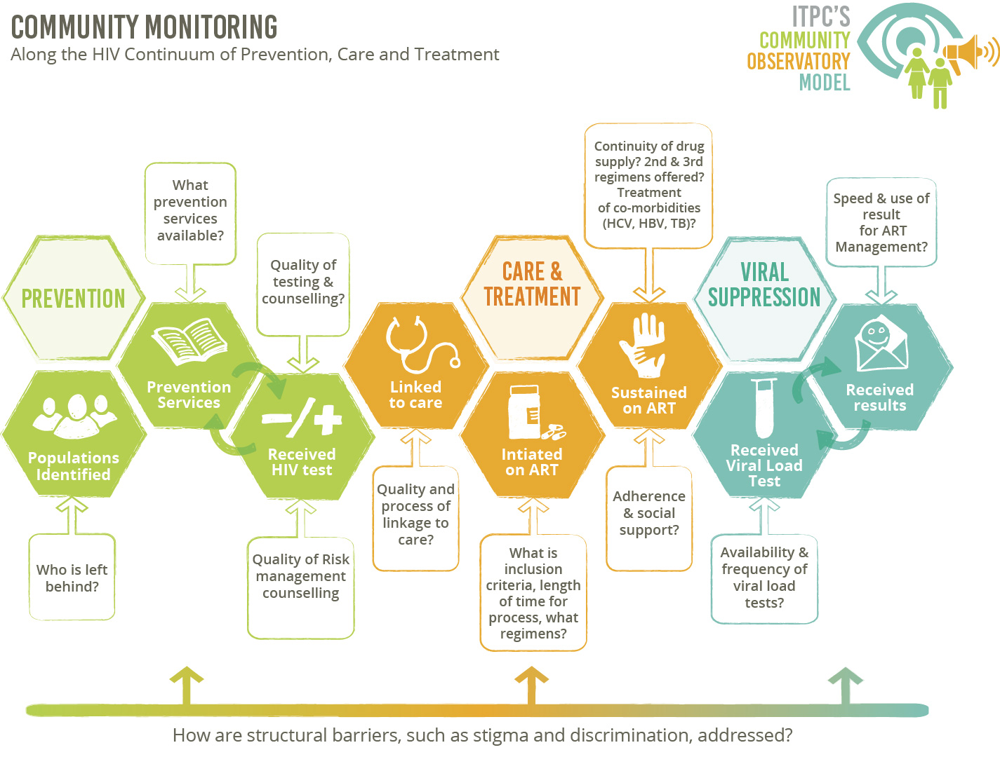 COMMUNITY MONITORING
Along the HIV Continuum of Prevention, Care and Treatment
ITPC'S
COMMUNITY
OBSERVATORY
MODEL
PREVENTION
Populations
Identified
Who is left
behind?
What
prevention
services
available?
Prevention
Services
Quality of
testing &
counselling?
Received
HIV test
Quality of Risk
management
counselling
Linked
to care
Quality and
process of
linkage to
care?
CARE &
TREATMENT
Intiated
on ART
What is
inclusion
criteria, length
of time for
process, what
regimens?
Continuity of drug
supply? 2nd & 3rd
regimens offered?
Treatment
of co-morbidities
(HCV, HBV, TB)?
Sustained
on ART
Adherence
& social
support?
VIRAL
SUPPRESSION
Received
Viral Load
Test
Availability &
frequency of
viral load
tests?
Speed & use of
result
for ART
Management?
Received
results
How are structural barriers, such as stigma and discrimination, addressed?